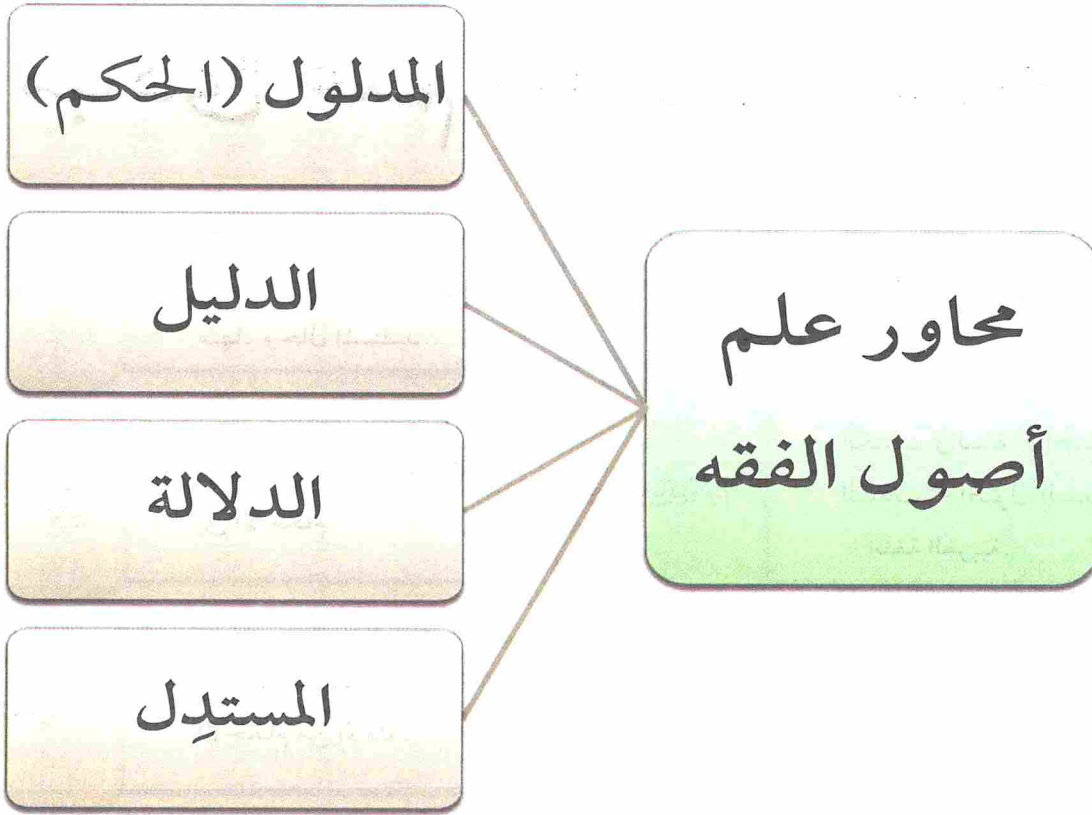 محاور علم
أصول الفقه
المدلول (الحكم)
الدليل
الدلالة
المستدِل